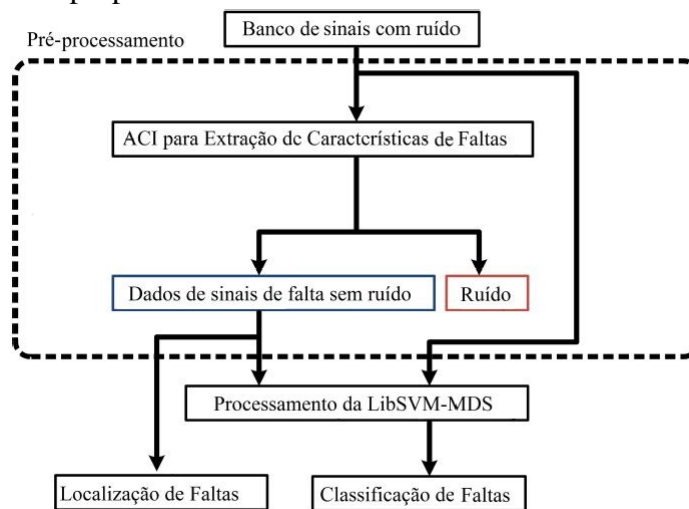 Banco de sinais com ruído
Pré-processamento
ACI para Extração de Características de Faltas
Dados de sinais de falta sem ruído
Ruído
Processamento da LibSVM-MDS
Localização de Faltas
Classificação de Faltas